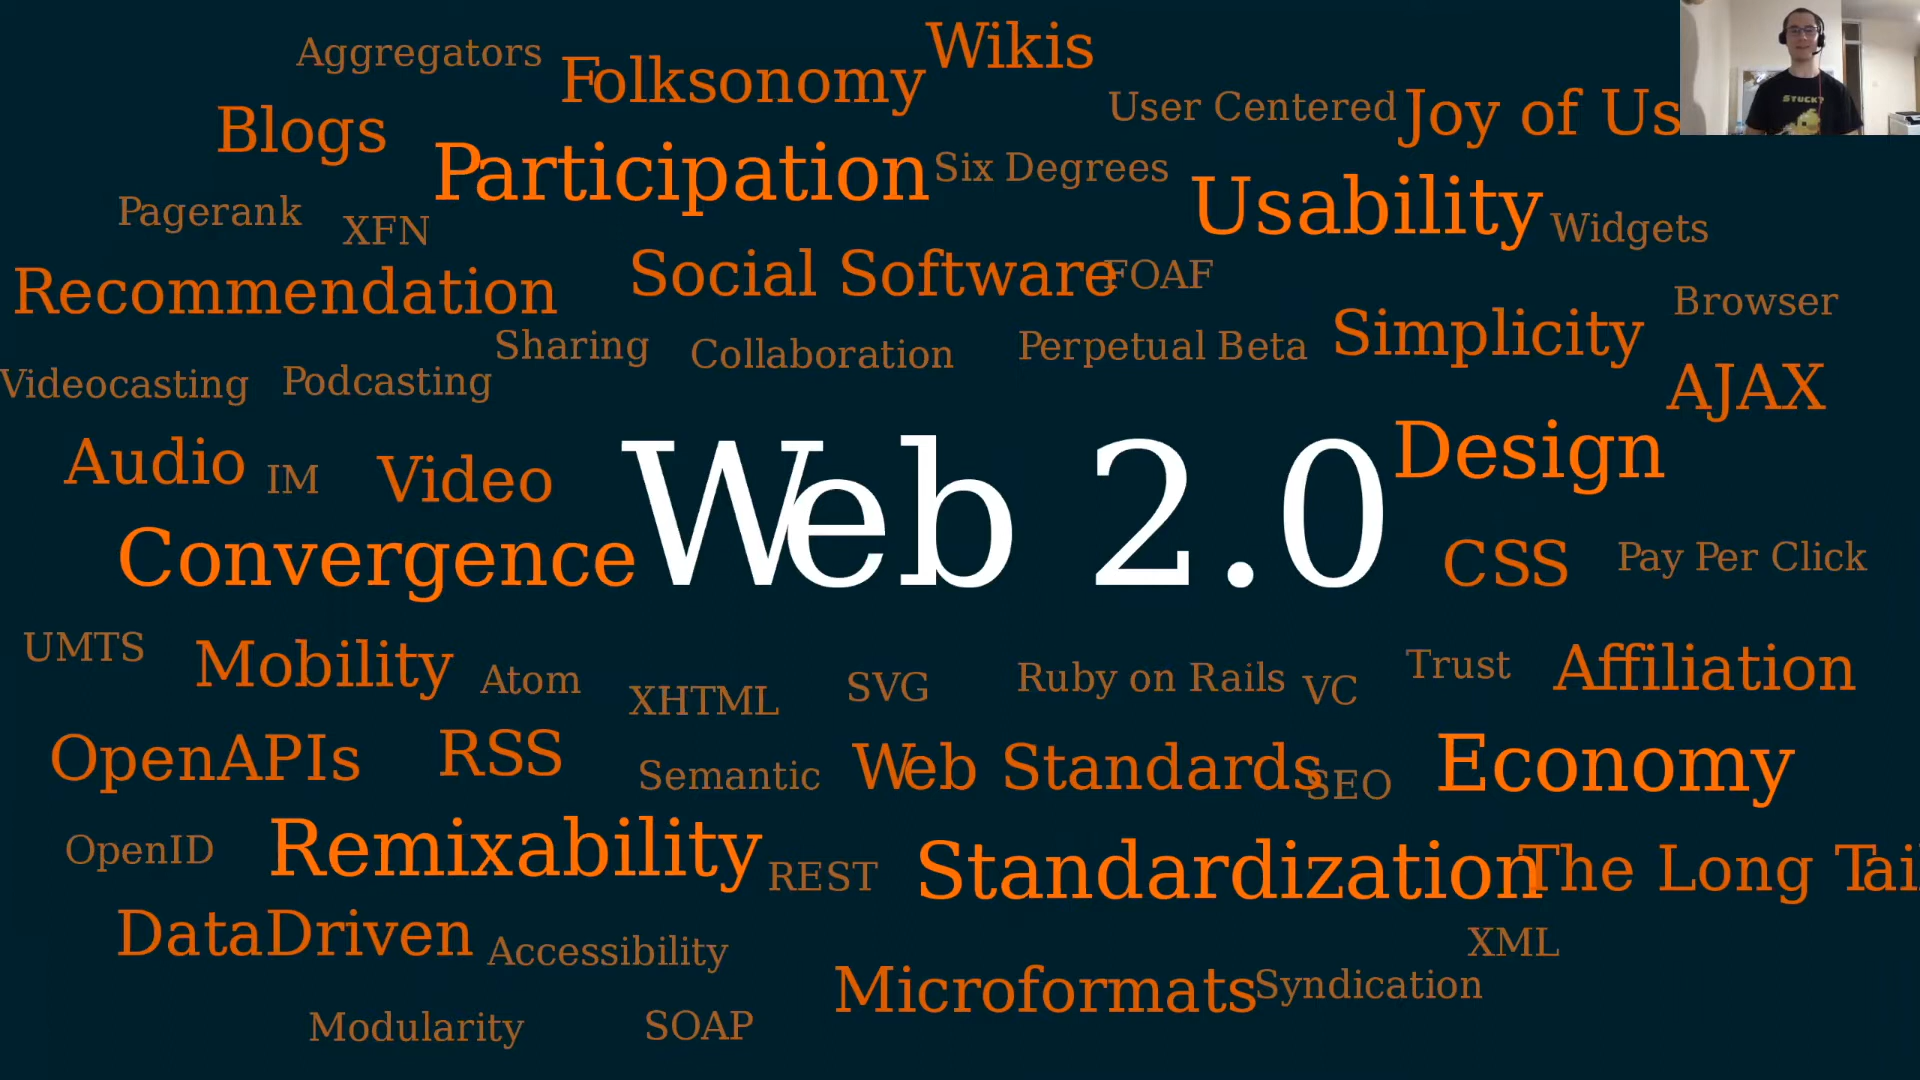 Wikis
Aggregators
Folksonomy
User Centered
Joy of Us
STUCK?
Blogs
Participation
Six Degrees
Usability
Widgets
Pagerank
XFN
Social Software
FOAF
Recommendation
Browser
Sharing
Collaboration
Perpetual Beta
Simplicity
Videocasting
Podcasting
AJAX
Audio
IM
Video
Web 2.0
Design
Convergence
CSS
Pay Per Click
UMTS
Mobility
Atom
XHTML
SVG
Ruby on Rails
VC
Trust
Affiliation
OpenAPIs
RSS
Semantic
Web Standards
SEO
Economy
OpenID
Remixability
REST
Standardization
The Long Tail
DataDriven
Accessibility
XML
Microformats
Syndication
Modularity
SOAP